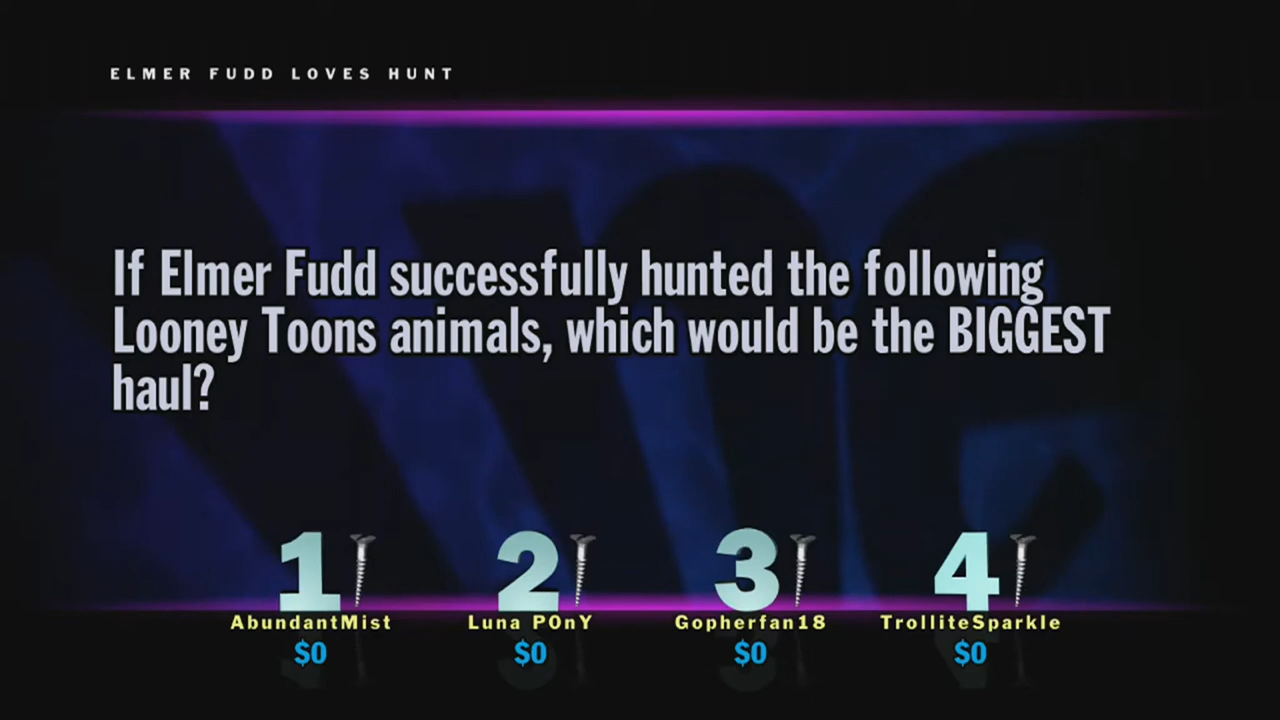 ELMER FUDD LOVES HUNT
If Elmer Fudd successfully hunted the following
Looney Toons animals, which would be the BIGGEST
haul?
1 2 3 4
AbundantMist Luna P0nY Gopherfan18 TrolliteSparkle
$0 $0 $0 $0